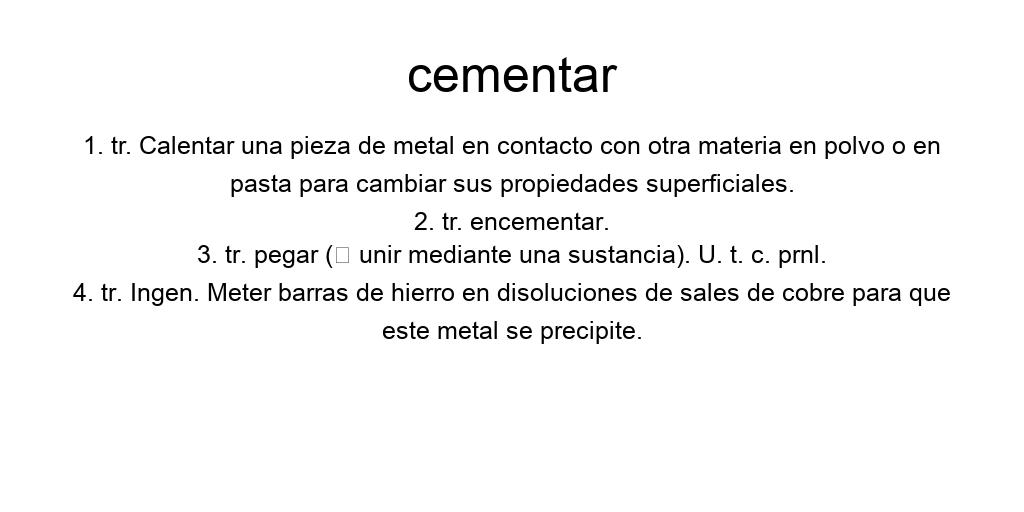 cementar
1. tr. Calentar una pieza de metal en contacto con otra materia en polvo o en
pasta para cambiar sus propiedades superficiales.
2. tr. encementar.
3. tr. pegar (□ unir mediante una sustancia). U. t. c. prnl.
4. tr. Ingen. Meter barras de hierro en disoluciones de sales de cobre para que
este metal se precipite.